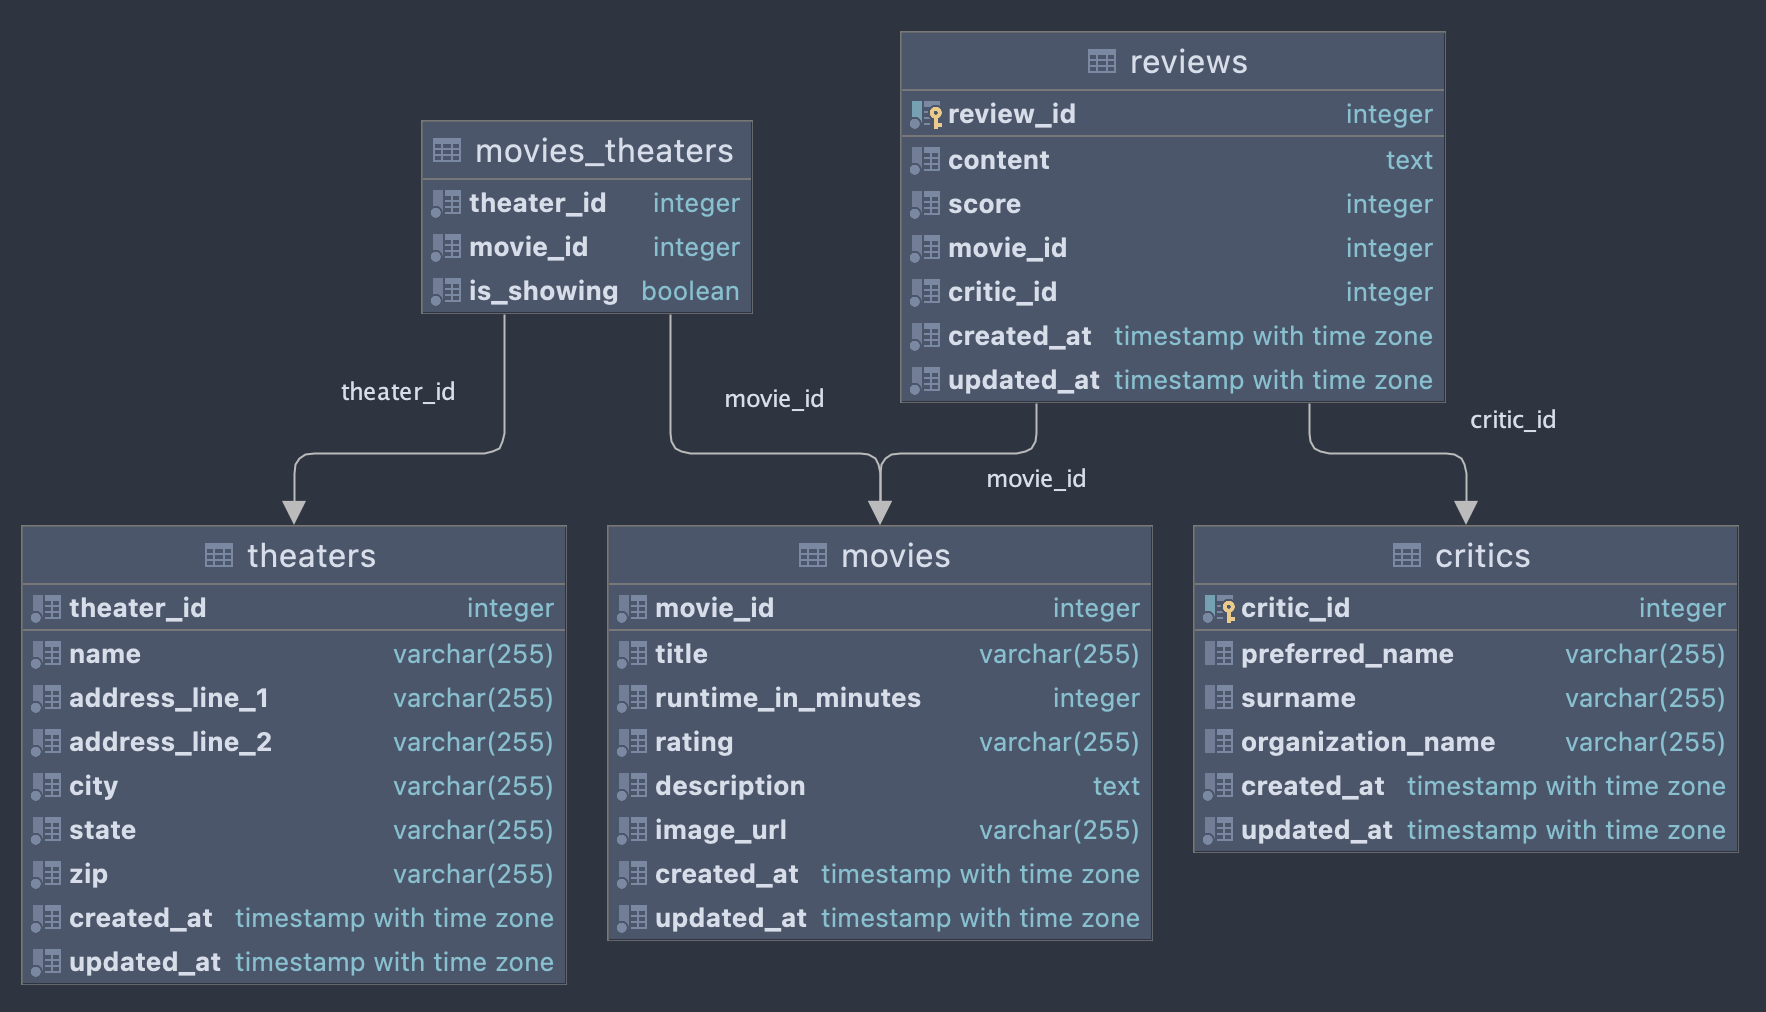 reviews
review_id integer
content text
score integer
movie_id integer
critic_id integer
created_at timestamp with time zone
updated_at timestamp with time zone
movies_theaters
theater_id integer
movie_id integer
is_showing boolean
theater_id
movie_id
critic_id
movie_id
theaters
theater_id integer
name varchar(255)
address_line_1 varchar(255)
address_line_2 varchar(255)
city varchar(255)
state varchar(255)
zip varchar(255)
created_at timestamp with time zone
updated_at timestamp with time zone
movies
movie_id integer
title varchar(255)
runtime_in_minutes integer
rating varchar(255)
description text
image_url varchar(255)
created_at timestamp with time zone
updated_at timestamp with time zone
critics
critic_id integer
preferred_name varchar(255)
surname varchar(255)
organization_name varchar(255)
created_at timestamp with time zone
updated_at timestamp with time zone